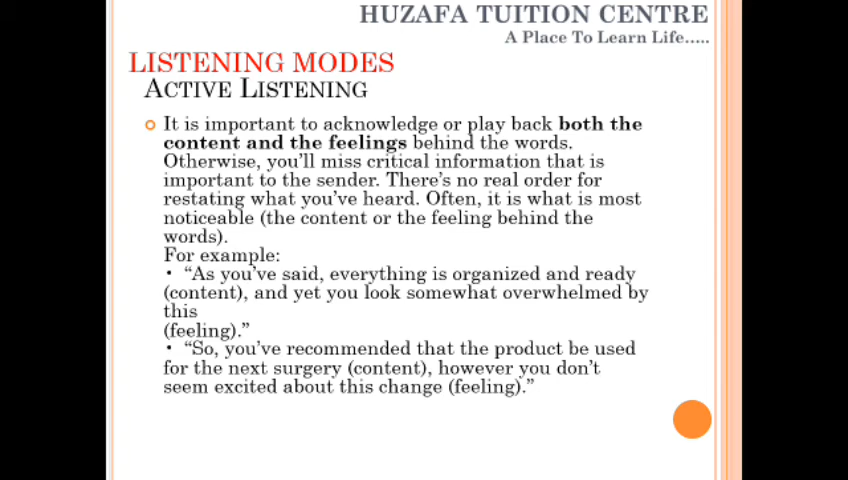 HUZAFA TUITION CENTRE
A Place To Learn Life.....
LISTENING MODES
ACTIVE LISTENING
It is important to acknowledge or play back both the
content and the feelings behind the words.
Otherwise, you'll miss critical information that is
important to the sender. There's no real order for
restating what you've heard. Often, it is what is most
noticeable (the content or the feeling behind the
words).
For example:
• “As you've said, everything is organized and ready
(content), and yet you look somewhat overwhelmed by
this
(feeling).”
• “So, you've recommended that the product be used
for the next surgery (content), however you don't
seem excited about this change (feeling).”